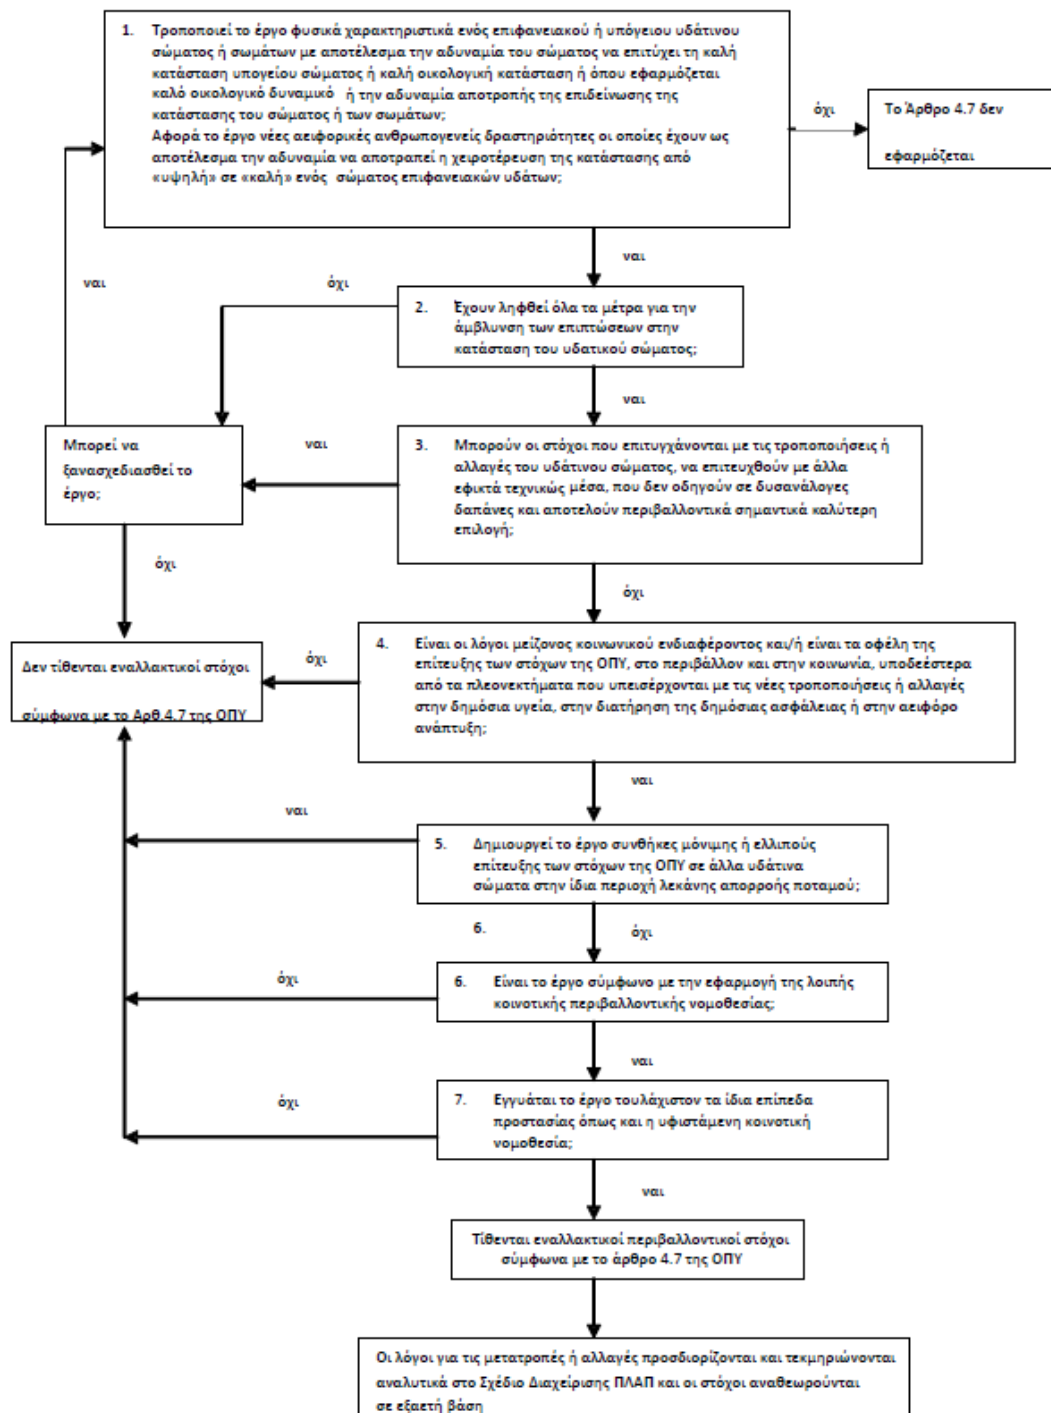 1. Τροποποιεί το έργο φυσικά χαρακτηριστικά ενός επιφανειακού ή υπόγειου υδάτινου
σώματος ή σωμάτων με αποτέλεσμα την αδυναμία του σώματος να επιτύχει τη καλή
κατάσταση υπογείου σώματος ή καλή οικολογική κατάσταση ή όπου εφαρμόζεται
καλό οικολογικό δυναμικό ή την αδυναμία αποτροπής της επιδείνωσης της
κατάστασης του σώματος ή των σωμάτων;
Αφορά το έργο νέες αειφορικές ανθρωπογενείς δραστηριότητες οι οποίες έχουν ως
αποτέλεσμα την αδυναμία να αποτραπεί η χειροτέρευση της κατάστασης από
«υψηλή» σε «καλή» ενός σώματος επιφανειακών υδάτων;
όχι
Το Άρθρο 4.7 δεν
εφαρμόζεται
ναι
ναι
όχι
2. Έχουν ληφθεί όλα τα μέτρα για την
άμβλυνση των επιπτώσεων στην
κατάσταση του υδατικού σώματος;
ναι
Μπορεί να
ξανασχεδιασθεί το
έργο;
ναι
3. Μπορούν οι στόχοι που επιτυγχάνονται με τις τροποποιήσεις ή
αλλαγές του υδάτινου σώματος, να επιτευχθούν με άλλα
εφικτά τεχνικώς μέσα, που δεν οδηγούν σε δυσανάλογες
δαπάνες και αποτελούν περιβαλλοντικά σημαντικά καλύτερη
επιλογή;
όχι
όχι
Δεν τίθενται εναλλακτικοί στόχοι
σύμφωνα με το Αρθ.4.7 της ΟΠΥ
όχι
4. Είναι οι λόγοι μείζονος κοινωνικού ενδιαφέροντος και/ή είναι τα οφέλη της
επίτευξης των στόχων της ΟΠΥ, στο περιβάλλον και στην κοινωνία, υποδεέστερα
από τα πλεονεκτήματα που υπεισέρχονται με τις νέες τροποποιήσεις ή αλλαγές
στην δημόσια υγεία, στην διατήρηση της δημόσιας ασφάλειας ή στην αειφόρο
ανάπτυξη;
ναι
ναι
5. Δημιουργεί το έργο συνθήκες μόνιμης ή ελλιπούς
επίτευξης των στόχων της ΟΠΥ σε άλλα υδάτινα
σώματα στην ίδια περιοχή λεκάνης απορροής ποταμού;
6.
όχι
όχι
6. Είναι το έργο σύμφωνο με την εφαρμογή της λοιπής
κοινοτικής περιβαλλοντικής νομοθεσίας;
ναι
όχι
7. Εγγυάται το έργο τουλάχιστον τα ίδια επίπεδα
προστασίας όπως και η υφιστάμενη κοινοτική
νομοθεσία;
ναι
Τίθενται εναλλακτικοί περιβαλλοντικοί στόχοι
σύμφωνα με το άρθρο 4.7 της ΟΠΥ
Οι λόγοι για τις μετατροπές ή αλλαγές προσδιορίζονται και τεκμηριώνονται
αναλυτικά στο Σχέδιο Διαχείρισης ΠΛΑΠ και οι στόχοι αναθεωρούνται
σε εξαετή βάση